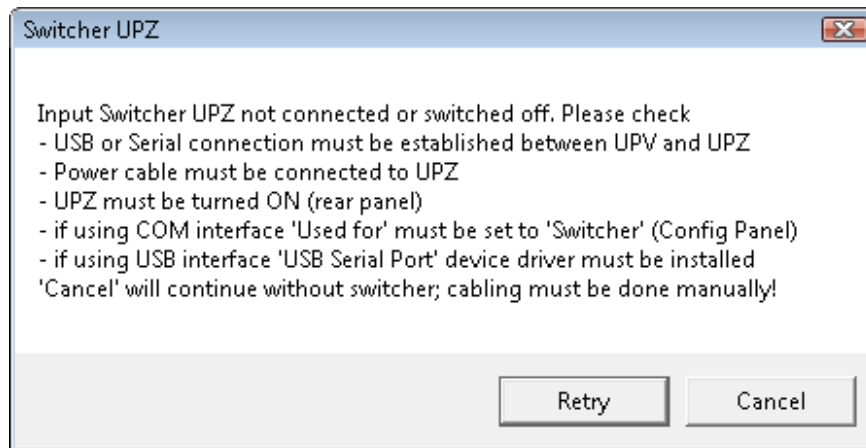 Switcher UPZ
Input Switcher UPZ not connected or switched off. Please check
- USB or Serial connection must be established between UPV and UPZ
- Power cable must be connected to UPZ
- UPZ must be turned ON (rear panel)
- if using COM interface 'Used for' must be set to 'Switcher' (Config Panel)
- if using USB interface 'USB Serial Port' device driver must be installed
'Cancel' will continue without switcher; cabling must be done manually!
Retry
Cancel